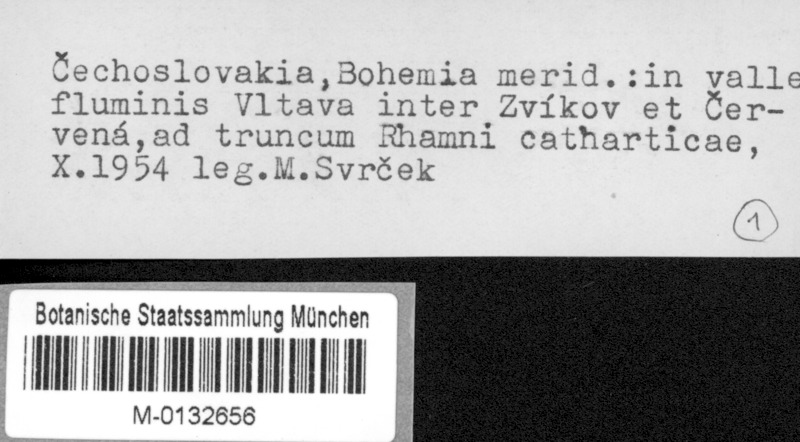 Čechoslovakia,Bohemia merid.:in valle
fluminis Vltava inter Zvíkov et Čer-
vená,ad truncum Rhamni catharticae,
X.1954 leg.M.Svrček
1
Botanische Staatssammlung München
M-0132656